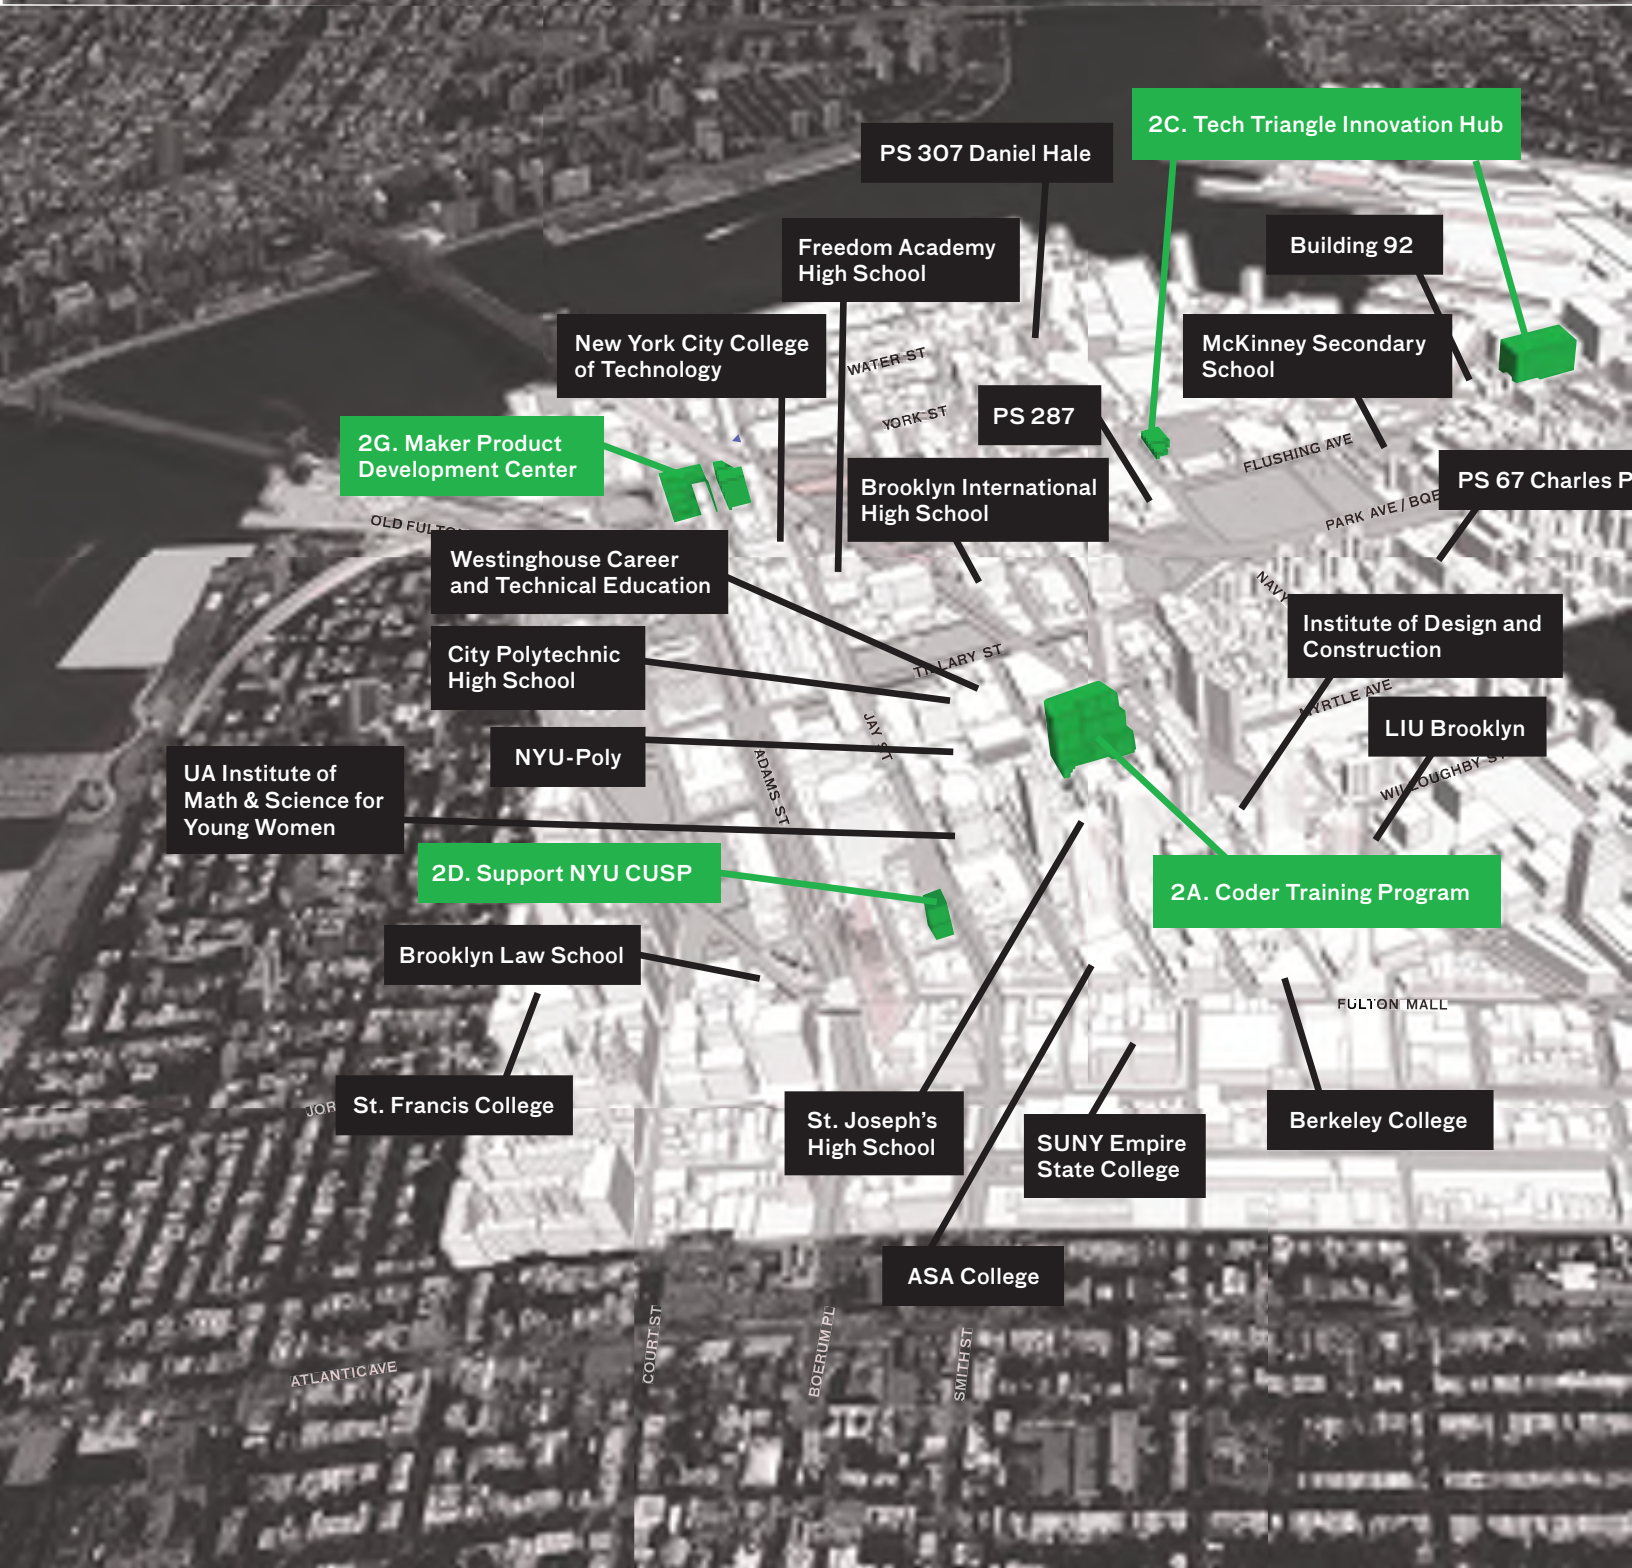 2C. Tech Triangle Innovation Hub
PS 307 Daniel Hale
Building 92
Freedom Academy
High School
New York City College
of Technology
McKinney Secondary
School
WATER ST
YORK ST
PS 287
2G. Maker Product
Development Center
FLUSHING AVE
Brooklyn International
High School
PS 67 Charles P
PARK AVE / BQE
OLD FULTON
Westinghouse Career
and Technical Education
NAVY
Institute of Design and
Construction
City Polytechnic
High School
TILLARY ST
MYRTLE AVE
JAY ST
LIU Brooklyn
NYU-Poly
ADAMS ST
WILLOUGHBY ST
UA Institute of
Math & Science for
Young Women
2D. Support NYU CUSP
2A. Coder Training Program
Brooklyn Law School
FULTON MALL
St. Francis College
JOR
St. Joseph's
High School
SUNY Empire
State College
Berkeley College
ASA College
COURT ST
BOERUM PL
SMITH ST
ATLANTIC AVE